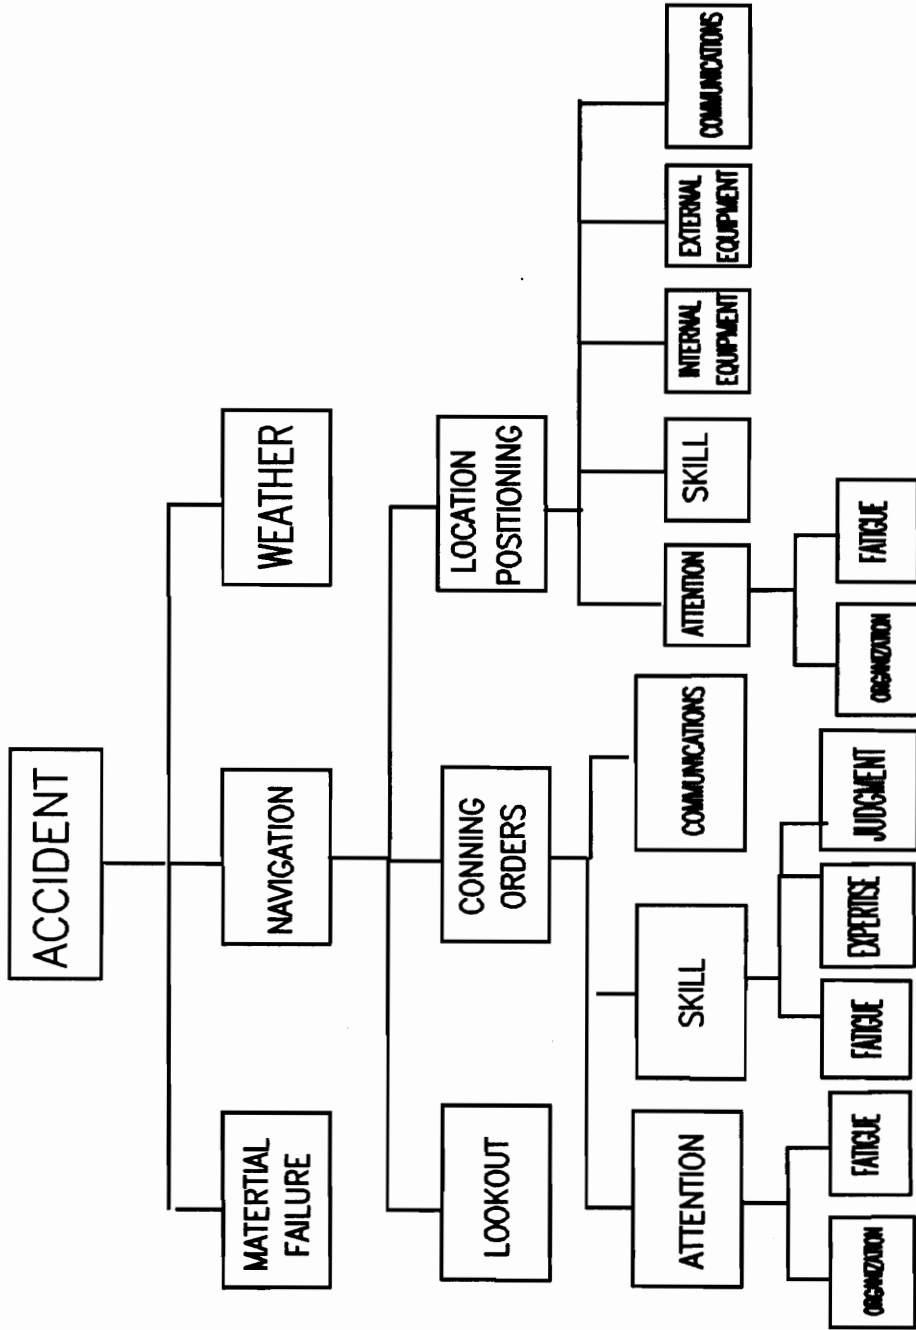 ACCIDENT
MATERTIAL
FAILURE
NAVIGATION
WEATHER
LOOKOUT
CONNING
ORDERS
LOCATION
POSITIONING
ATTENTION
SKILL
COMMUNICATIONS
ATTENTION
SKILL
INTERNAL
EQUIPMENT
EXTERNAL
EQUIPMENT
COMMUNICATIONS
ORGANIZATION
FATIGUE
FATIGUE
EXPERTISE
JUDGMENT
ORGANIZATION
FATIGUE